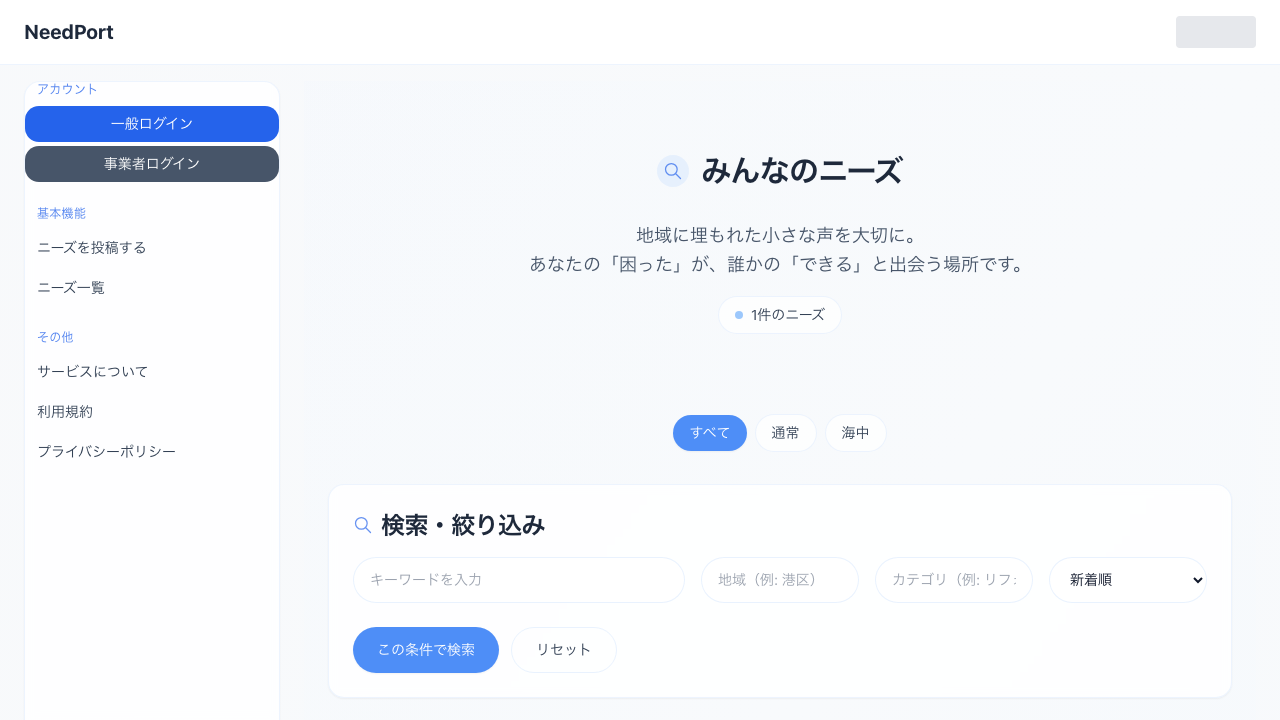 NeedPort
アカウント
一般ログイン
事業者ログイン
基本機能
ニーズを投稿する
ニーズ一覧
その他
サービスについて
利用規約
プライバシーポリシー
みんなのニーズ
地域に埋もれた小さな声を大切に。
あなたの「困った」が、誰かの「できる」と出会う場所です。
1件のニーズ
すべて
通常
海中
検索・絞り込み
キーワードを入力
地域（例: 港区）
カテゴリ（例: リフ
新着順
この条件で検索
リセット